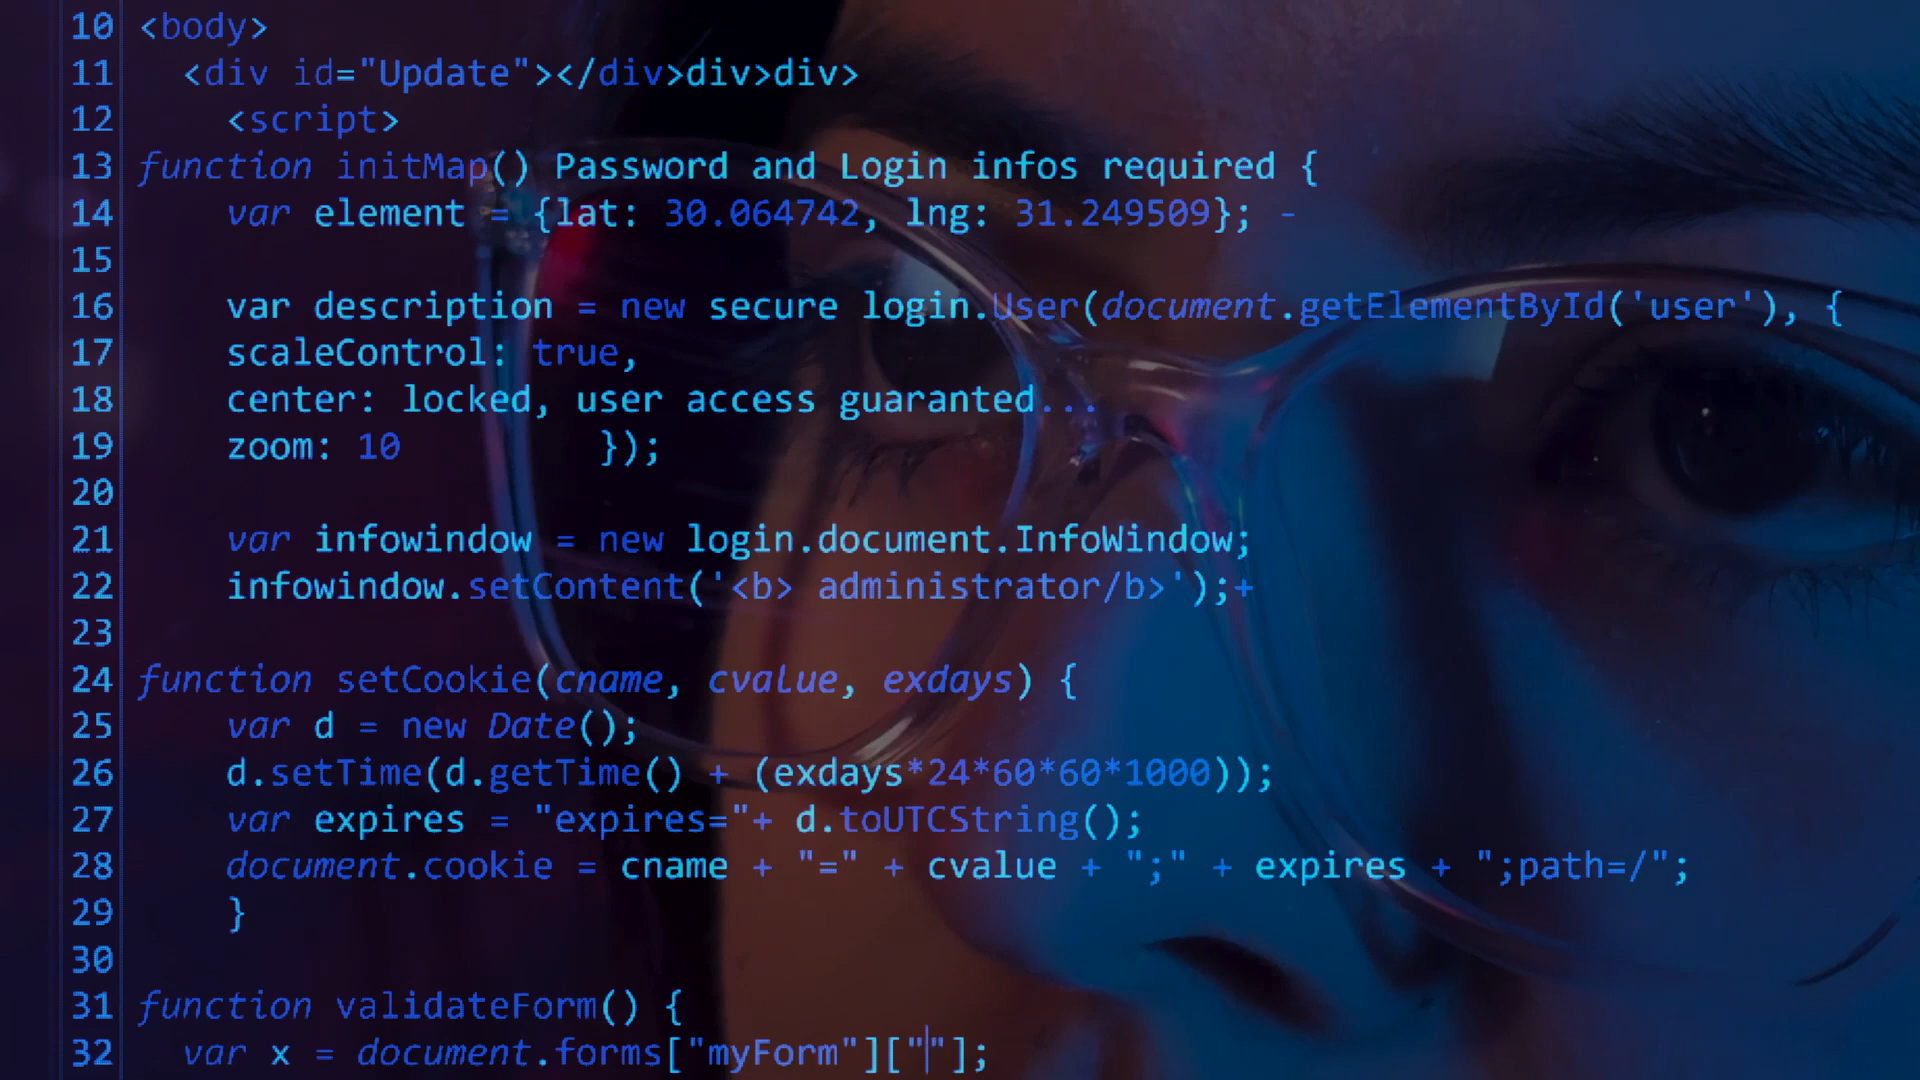 10 <body>
11 <div id="Update"></div>div>div>
12 <script>
13 function initMap() Password and Login infos required {
14 var element = {lat: 30.064742, lng: 31.249509}; -
15
16 var description = new secure login.User(document.getElementById('user'), {
17 scaleControl: true,
18 center: locked, user access guaranted...
19 zoom: 10 });
20
21 var infowindow = new login.document.InfoWindow;
22 infowindow.setContent('<b> administrator/b>');+
23
24 function setCookie(cname, cvalue, exdays) {
25 var d = new Date();
26 d.setTime(d.getTime() + (exdays*24*60*60*1000));
27 var expires = "expires="+ d.toUTCString();
28 document.cookie = cname + "=" + cvalue + ";" + expires + ";path=/";
29 }
30
31 function validateForm() {
32 var x = document.forms["myForm"]["|"];